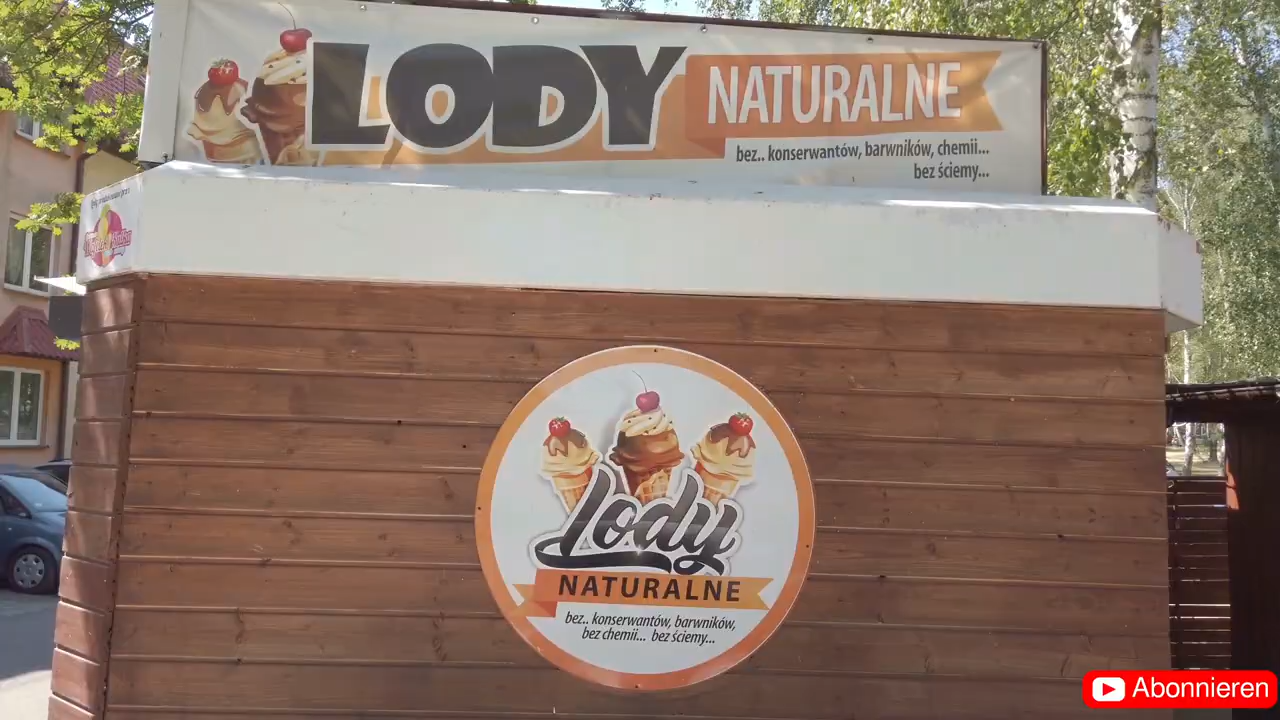 LODY NATURALNE
bez.. konserwantów, barwników, chemii...
bez ściemy...
Lody
NATURALNE
bez.. konserwantów, barwników,
bez chemii... bez ściemy...
Abonnieren